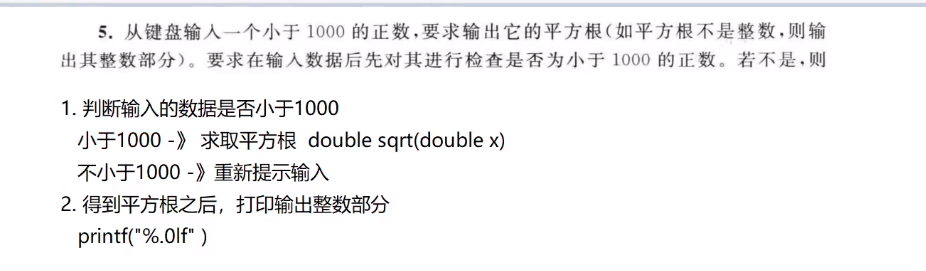 5. 从键盘输入一个小于 1000 的正数,要求输出它的平方根(如平方根不是整数,则输
出其整数部分)。要求在输入数据后先对其进行检查是否为小于 1000 的正数。若不是,则
1. 判断输入的数据是否小于1000
小于1000 -》 求取平方根  double sqrt(double x)
不小于1000 -》重新提示输入
2. 得到平方根之后，打印输出整数部分
printf("%.0lf" )